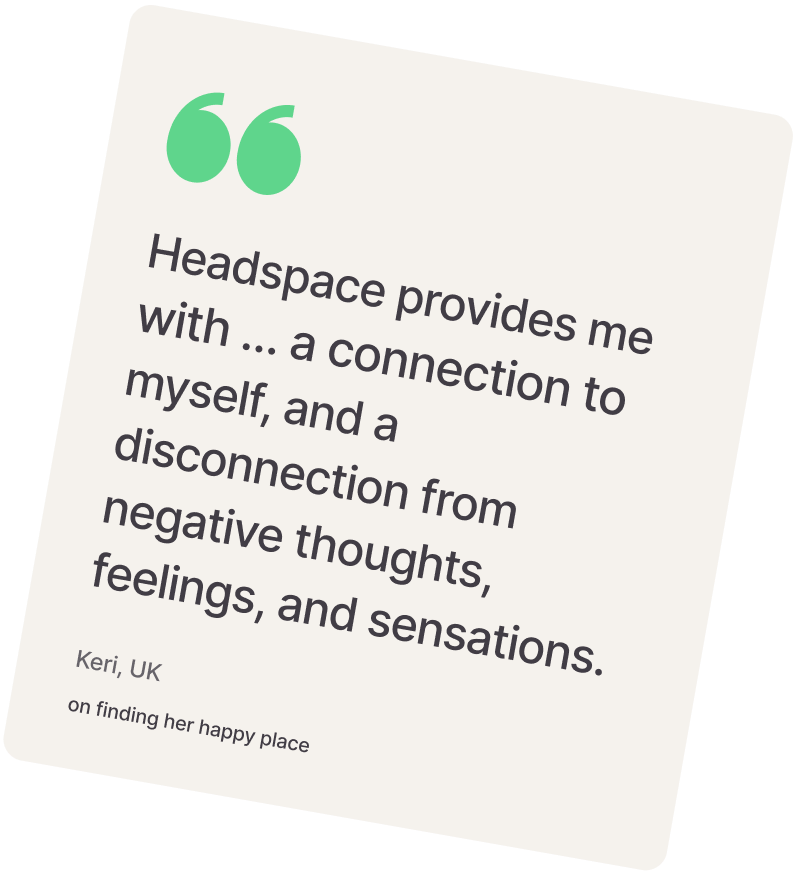 Headspace provides me
with ... a connection to
myself, and a
disconnection from
negative thoughts,
feelings, and sensations.
Keri, UK
on finding her happy place